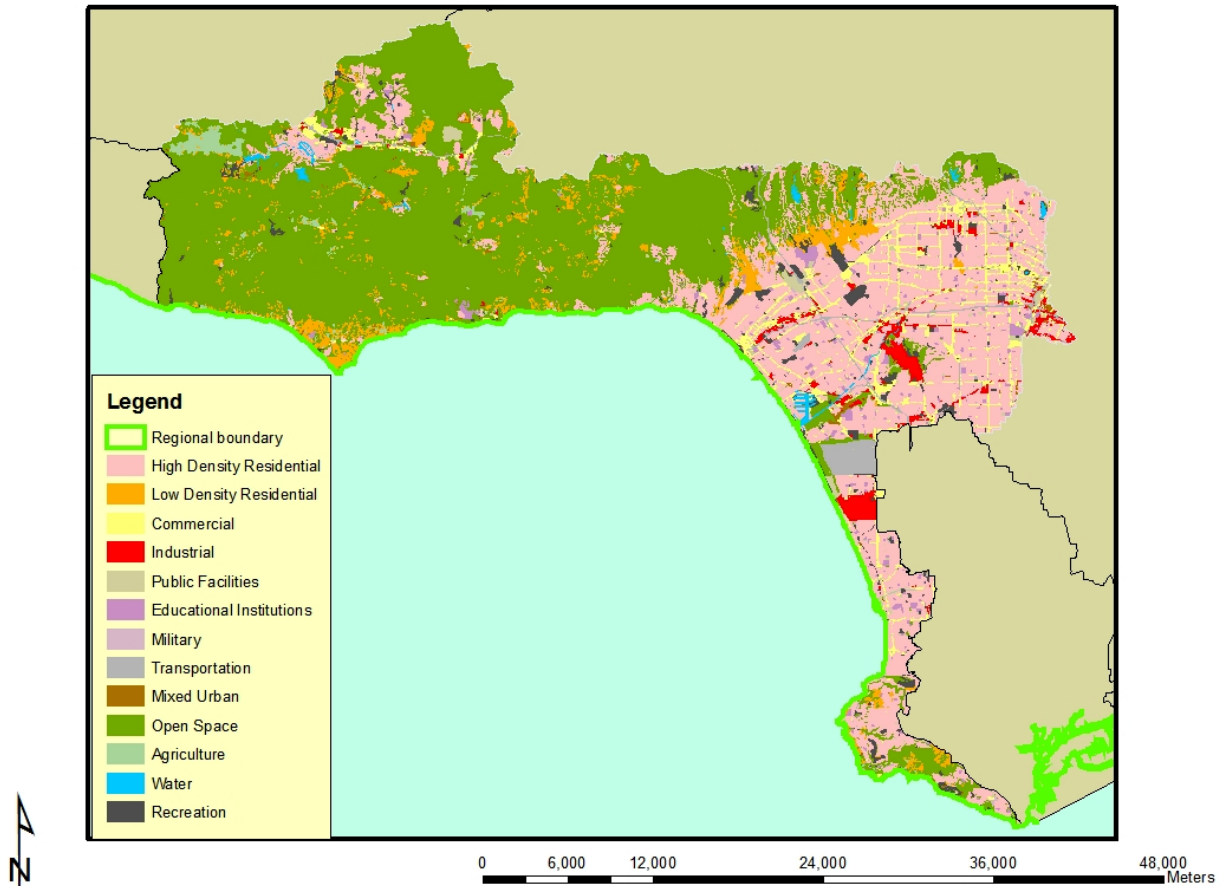 Legend
Regional boundary
High Density Residential
Low Density Residential
Commercial
Industrial
Public Facilities
Educational Institutions
Military
Transportation
Mixed Urban
Open Space
Agriculture
Water
Recreation
N
0 6,000 12,000 24,000 36,000 48,000
Meters